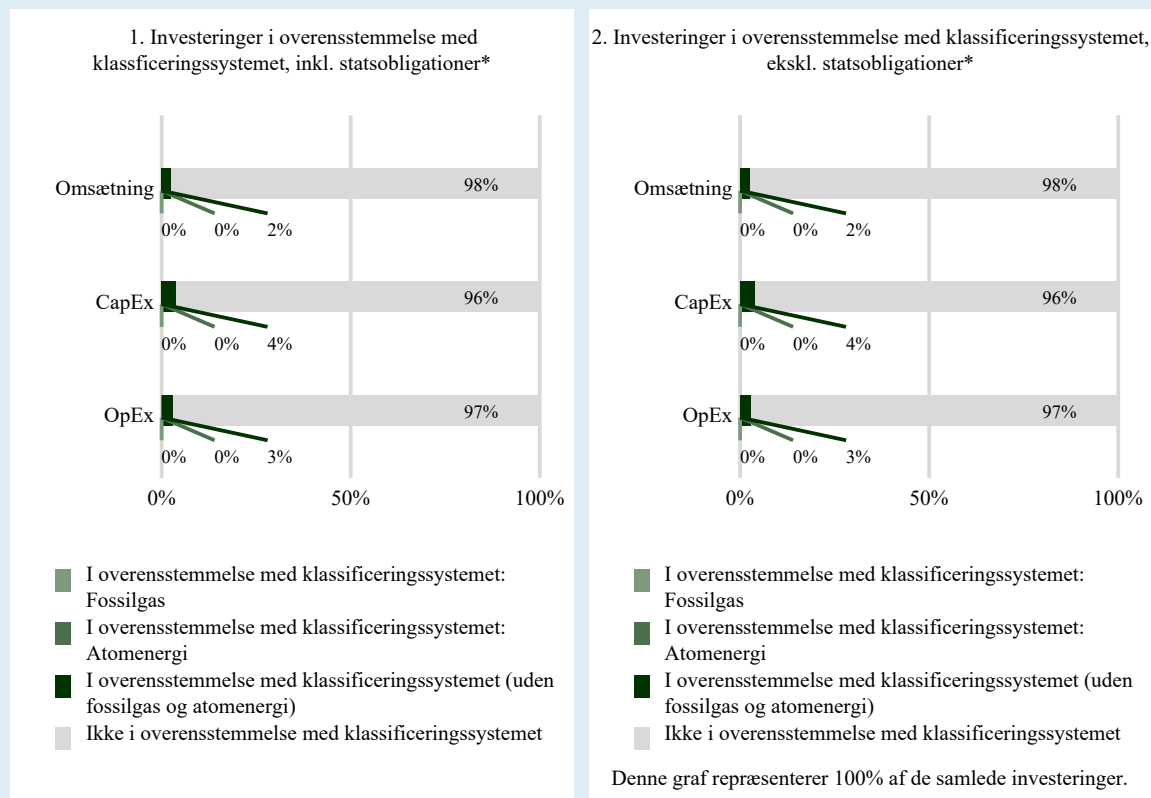 1. Investeringer i overensstemmelse med
klassficeringssystemet, inkl. statsobligationer*
Omsætning
98%
0% 0% 2%
CapEx
96%
0% 0% 4%
OpEx
97%
0% 0% 3%
0% 50% 100%
I overensstemmelse med klassificeringssystemet:
Fossilgas
I overensstemmelse med klassificeringssystemet:
Atomenergi
I overensstemmelse med klassificeringssystemet (uden
fossilgas og atomenergi)
Ikke i overensstemmelse med klassificeringssystemet
2. Investeringer i overensstemmelse med klassificeringssystemet,
ekskl. statsobligationer*
Omsætning
98%
0% 0% 2%
CapEx
96%
0% 0% 4%
OpEx
97%
0% 0% 3%
0% 50% 100%
I overensstemmelse med klassificeringssystemet:
Fossilgas
I overensstemmelse med klassificeringssystemet:
Atomenergi
I overensstemmelse med klassificeringssystemet (uden
fossilgas og atomenergi)
Ikke i overensstemmelse med klassificeringssystemet
Denne graf repræsenterer 100% af de samlede investeringer.